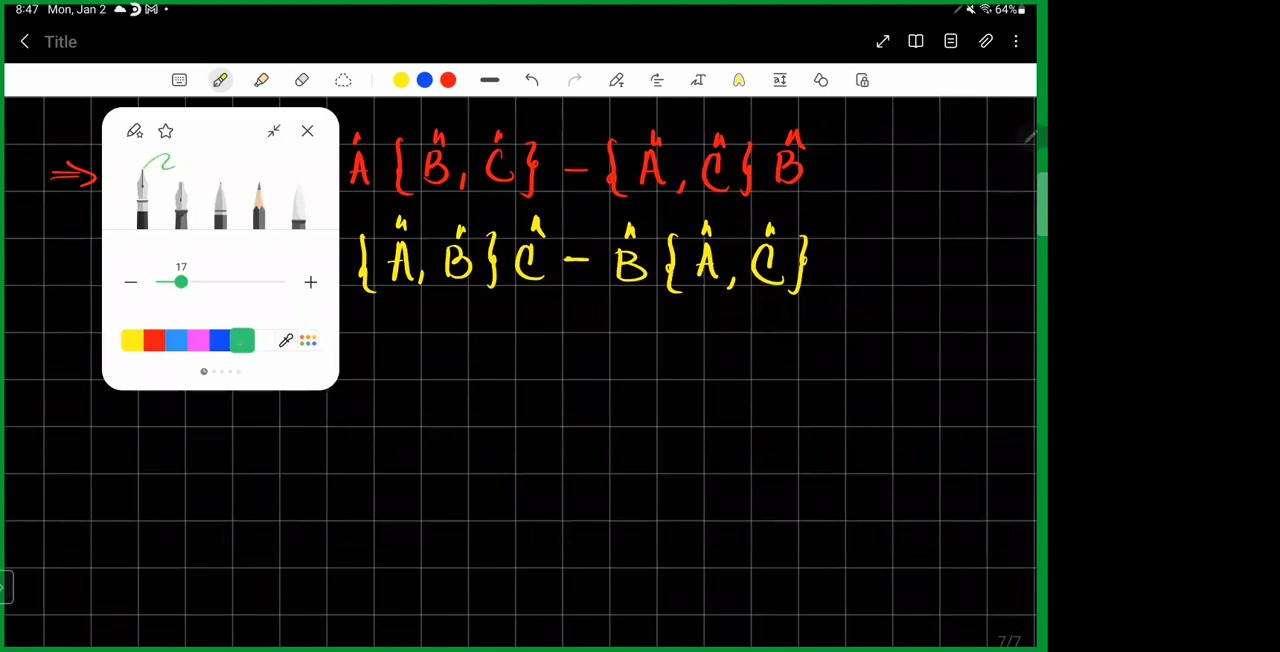 8:47 Mon, Jan 2 64%
Title
17
⇒ Â {B̂, Ĉ} - {Â, Ĉ} B̂
{Â, B̂} Ĉ - B̂ {Â, Ĉ}
7/7